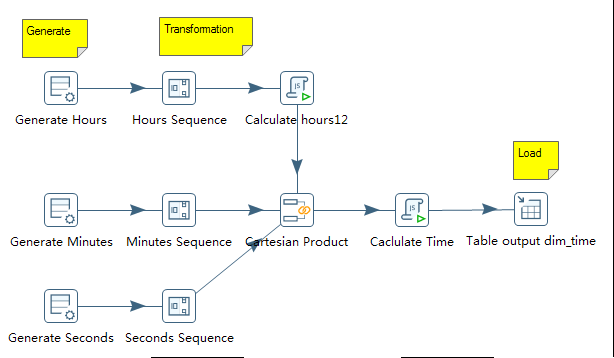 Generate
Transfomation
Generate Hours
Hours Sequence
Calculate hours12
Load
Generate Minutes
Minutes Sequence
Cartesian Product
Caclulate Time
Table output dim_time
Generate Seconds
Seconds Sequence